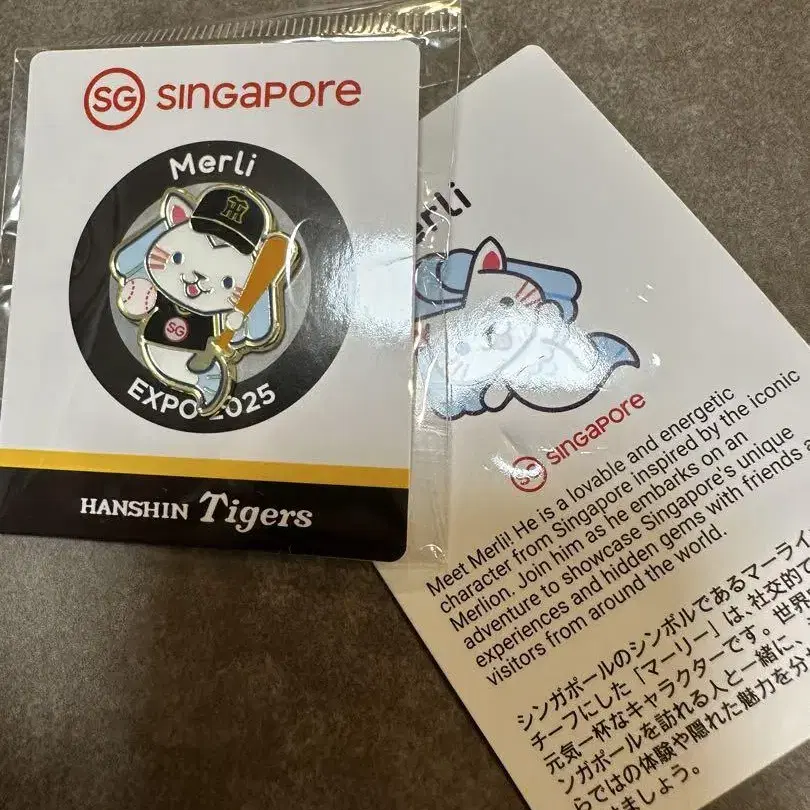 SG SINGAPORE
Merli
SG
EXPO 2025
HANSHIN Tigers
SG SINGAPORE
Meet Merli! He is a lovable and energetic
character from Singapore inspired by the iconic
Merlion. Join him as he embarks on an
adventure to showcase Singapore's unique
experiences and hidden gems with friends
visitors from around the world.
シンガポールのシンボルであるマーライ
チーフにした「マーリー」は、社交的で
元気一杯なキャラクターです。世界
ンガポールを訪れる人と一緒に、
らではの体験や隠れた魅力を分か
ましょう。